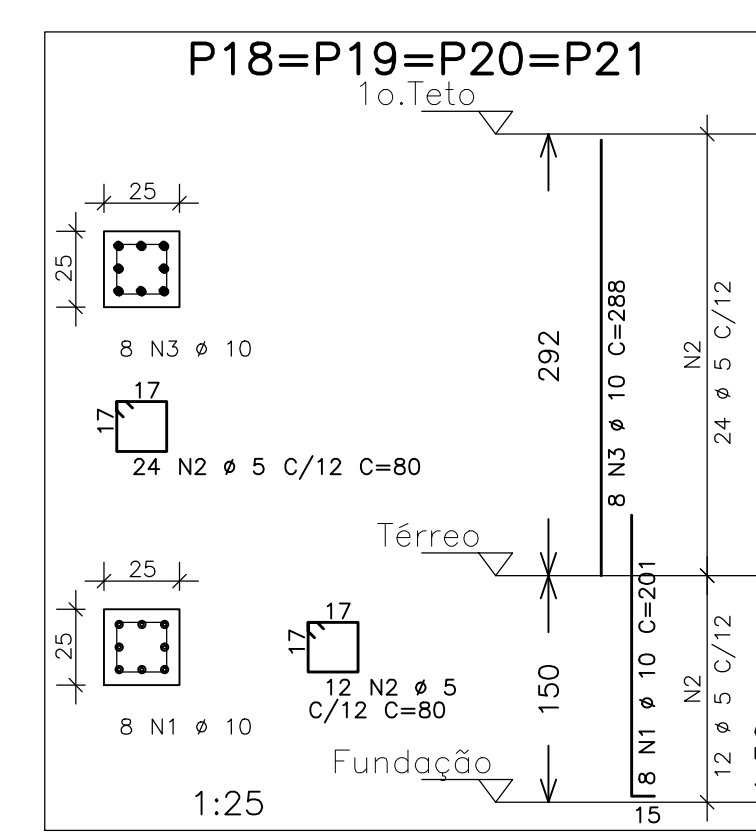 P18=P19=P20=P21
1o.Teto
25
25
8 N3 ø 10
17
17
24 N2 ø 5 C/12 C=80
292
8 N3 ø 10 C=288
N2
24 ø 5 C/12
Térreo
25
25
8 N1 ø 10
17
17
12 N2 ø 5
C/12 C=80
150
8 N1 ø 10 C=201
N2
12 ø 5 C/12
Fundação
15
1:25